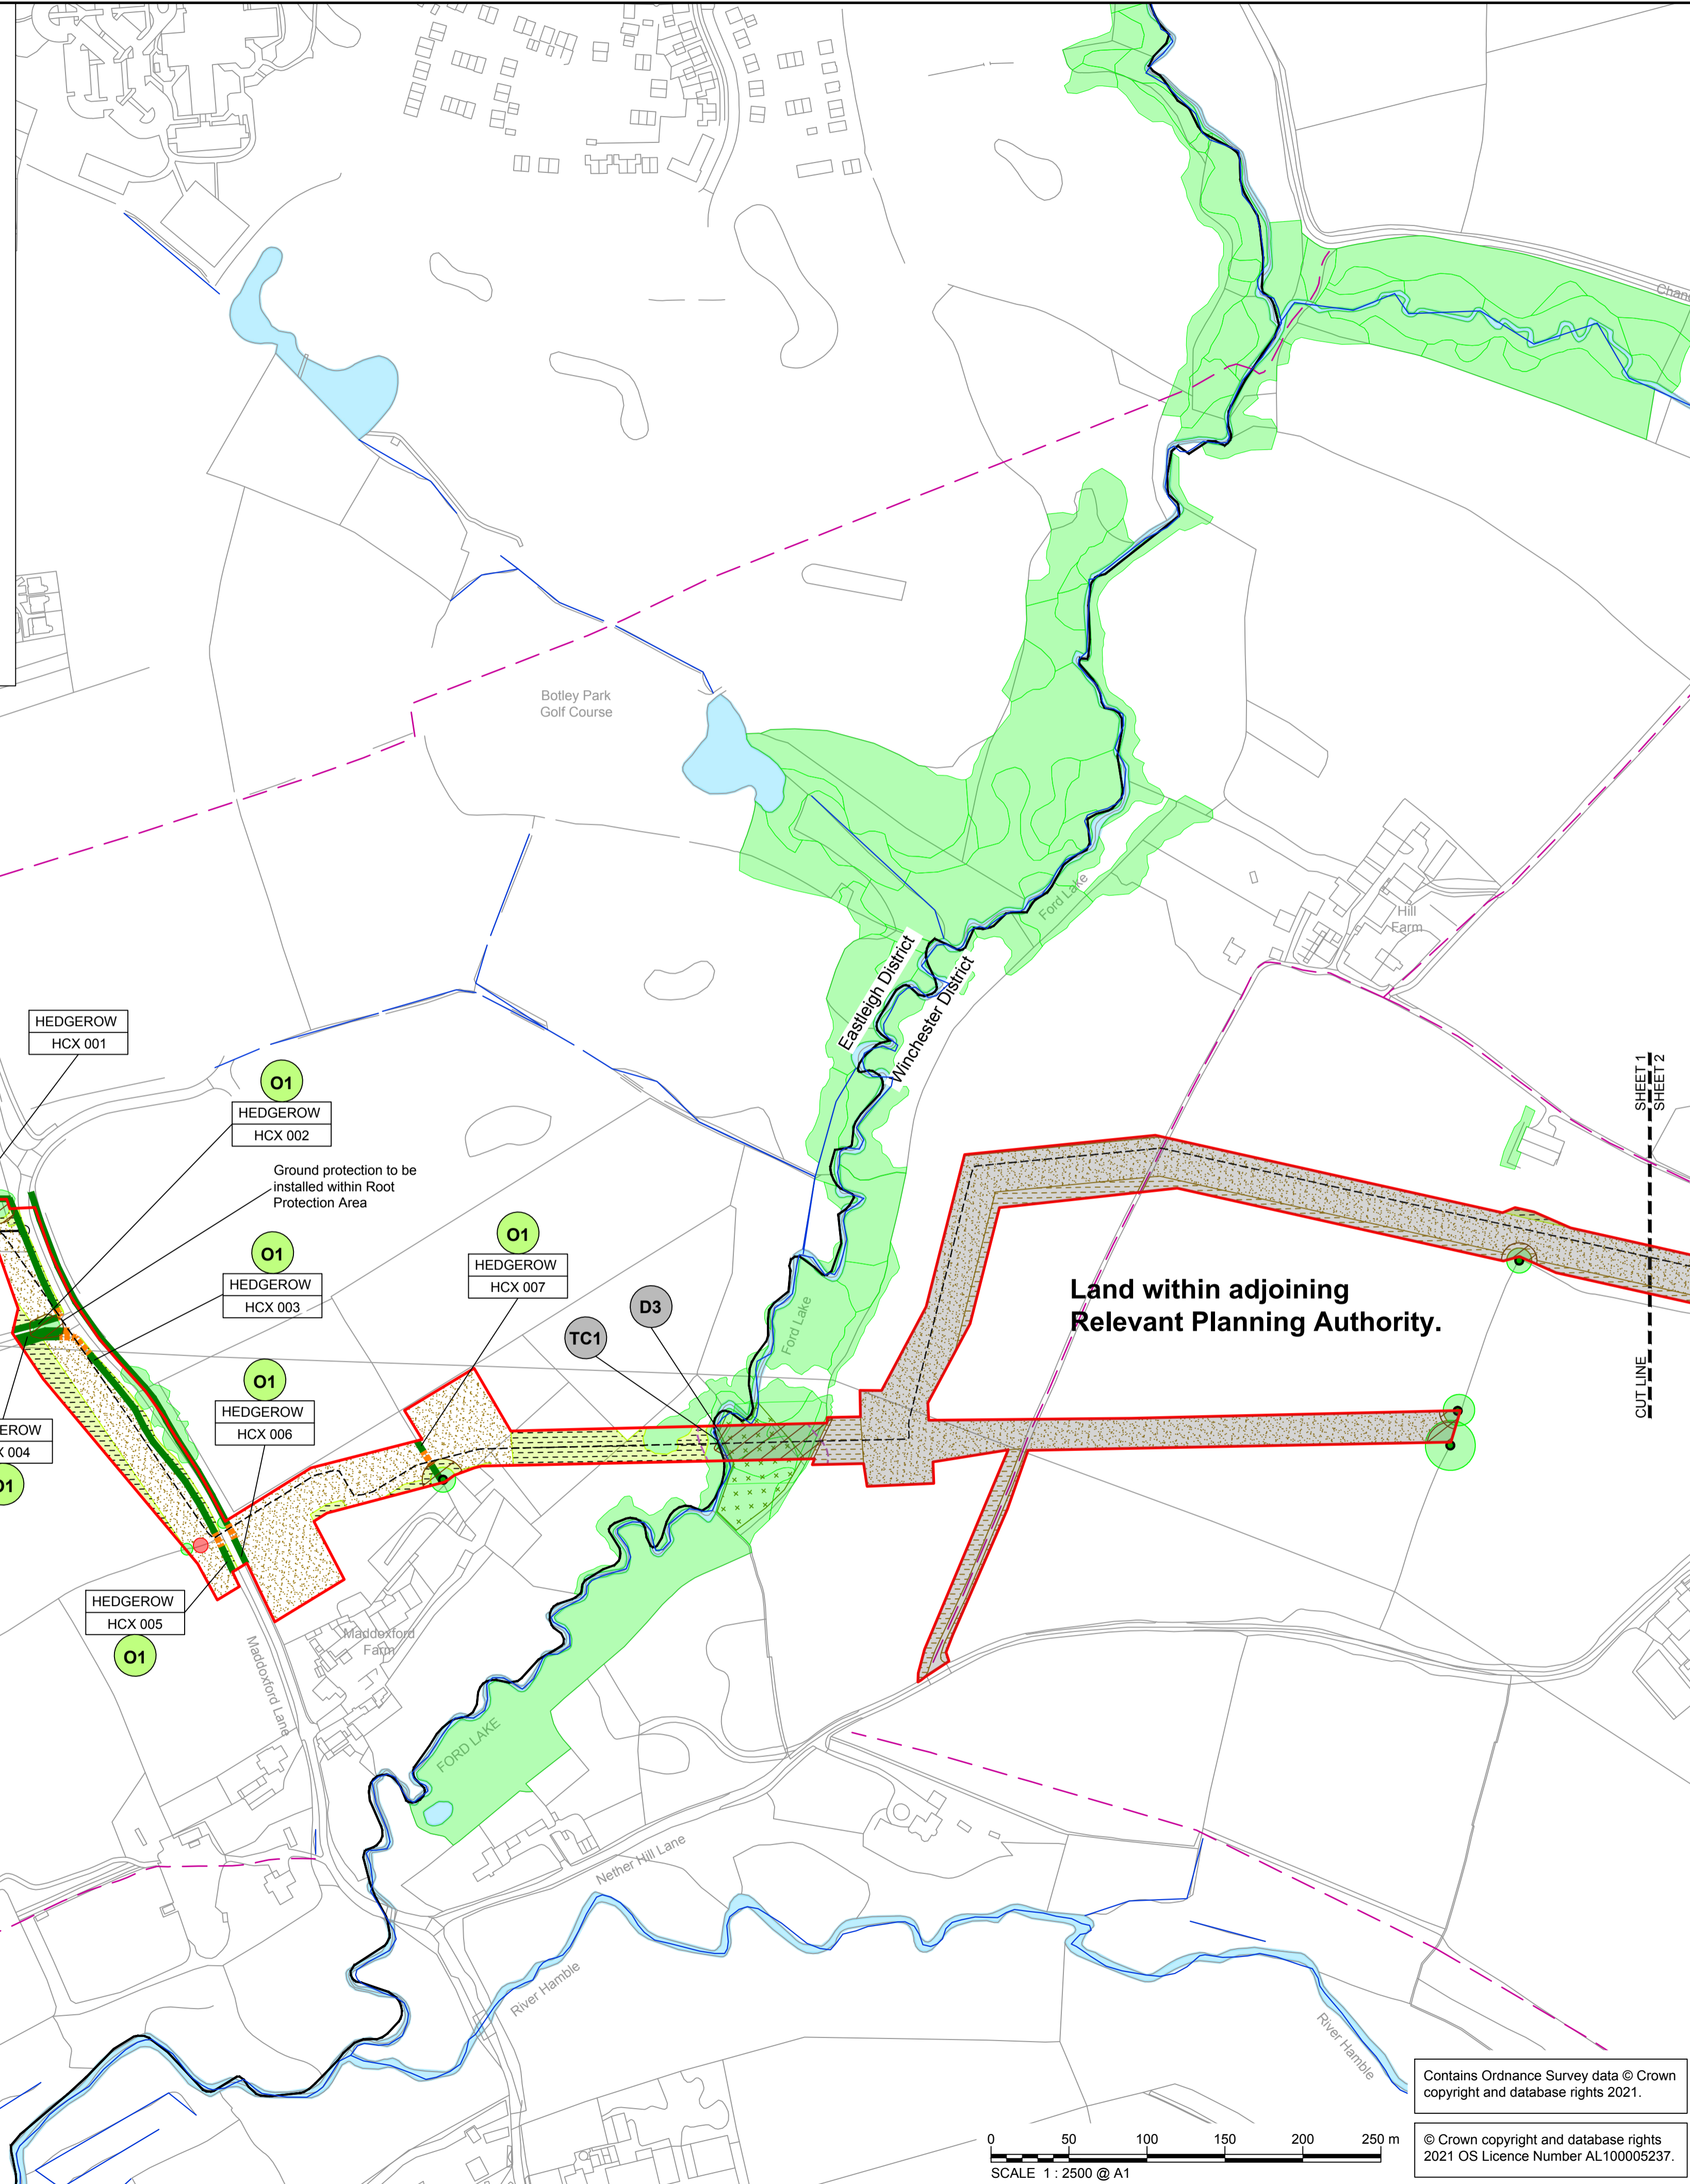 Chand
Botley Park
Golf Course
Ford Lake
Hill
Farm
Eastleigh District
Winchester District
HEDGEROW
HCX 001
O1
HEDGEROW
HCX 002
Ground protection to be
installed within Root
Protection Area
O1
HEDGEROW
HCX 003
O1
HEDGEROW
HCX 007
D3
TC1
Ford Lake
SHEET 1
SHEET 2
CUT LINE
Land within adjoining
Relevant Planning Authority.
O1
HEDGEROW
HCX 006
EROW
X 004
O1
HEDGEROW
HCX 005
O1
Maddoxford
Farm
Maddoxford Lane
FORD LAKE
Nether Hill Lane
River Hamble
River Hamble
Contains Ordnance Survey data © Crown
copyright and database rights 2021.
© Crown copyright and database rights
2021 OS Licence Number AL100005237.
0 50 100 150 200 250 m
SCALE 1 : 2500 @ A1